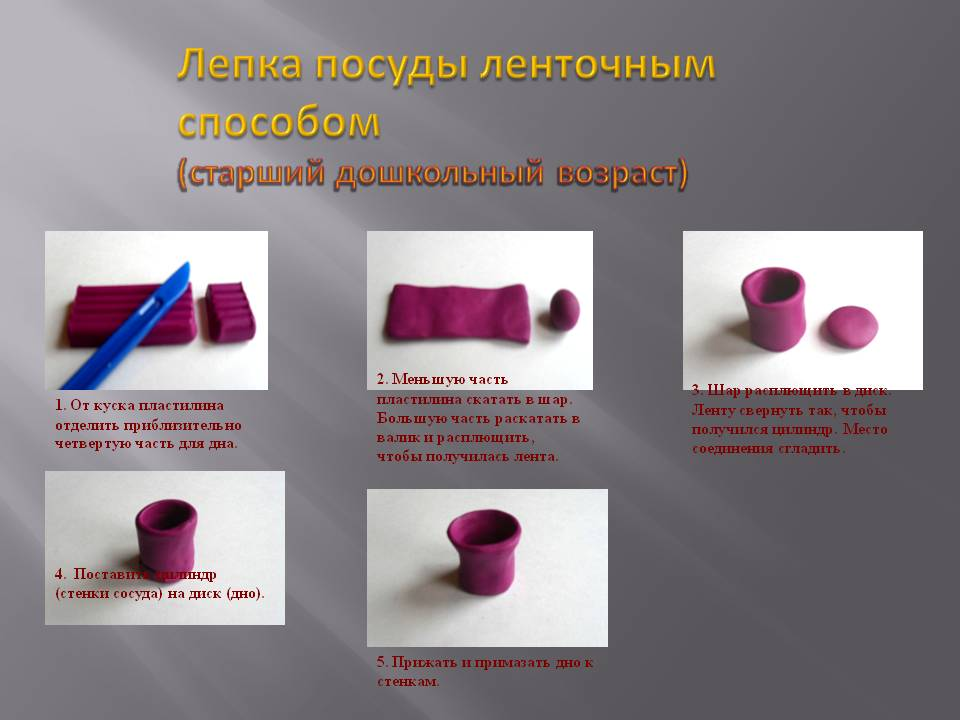 Лепка посуды ленточным
способом
(старший дошкольный возраст)
1. От куска пластилина
отделить приблизительно
четвертую часть для дна.
2. Меньшую часть
пластилина скатать в шар.
Большую часть раскатать в
валик и расплющить,
чтобы получилась лента.
3. Шар расплющить в диск.
Ленту свернуть так, чтобы
получился цилиндр. Место
соединения сгладить.
4. Поставить цилиндр
(стенки сосуда) на диск (дно).
5. Прижать и примазать дно к
стенкам.